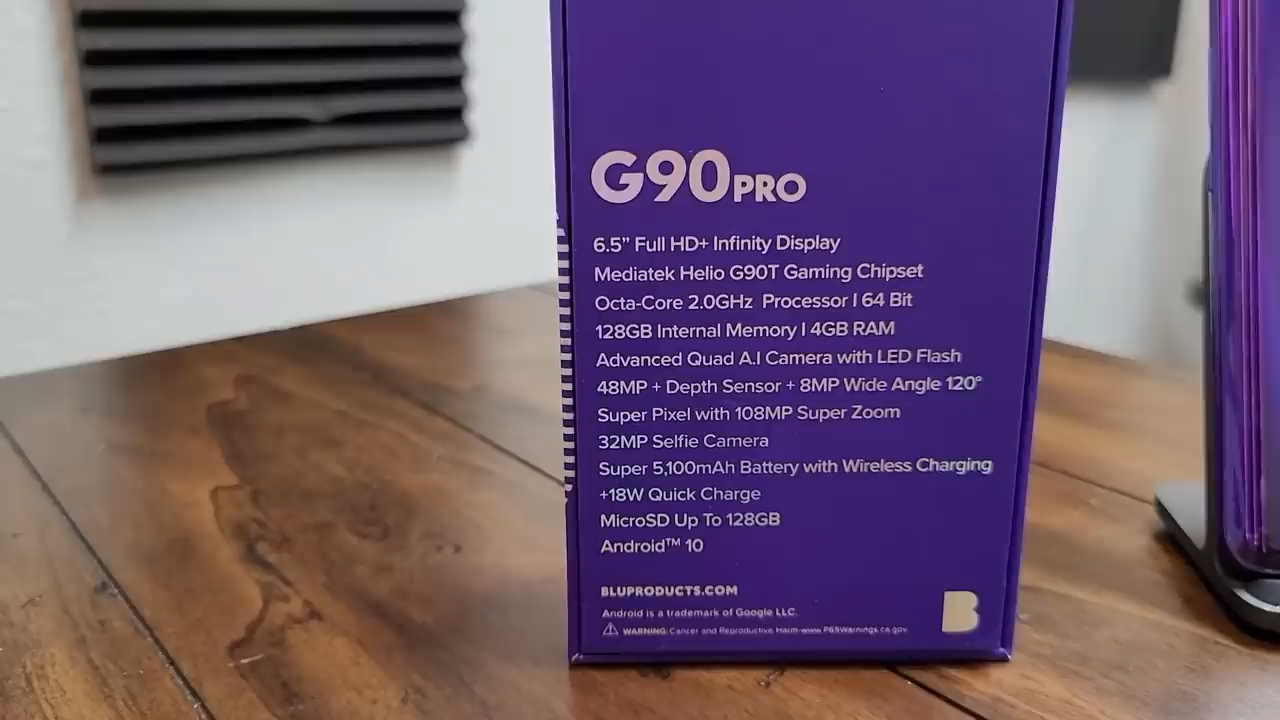 G90PRO
6.5” Full HD+ Infinity Display
Mediatek Helio G90T Gaming Chipset
Octa-Core 2.0GHz Processor | 64 Bit
128GB Internal Memory | 4GB RAM
Advanced Quad A.I Camera with LED Flash
48MP + Depth Sensor + 8MP Wide Angle 120°
Super Pixel with 108MP Super Zoom
32MP Selfie Camera
Super 5,100mAh Battery with Wireless Charging
+18W Quick Charge
MicroSD Up To 128GB
Android™ 10
BLUPRODUCTS.COM
Android is a trademark of Google LLC.
⚠ WARNING: Cancer and Reproductive Harm-www.P65Warnings.ca.gov.
B